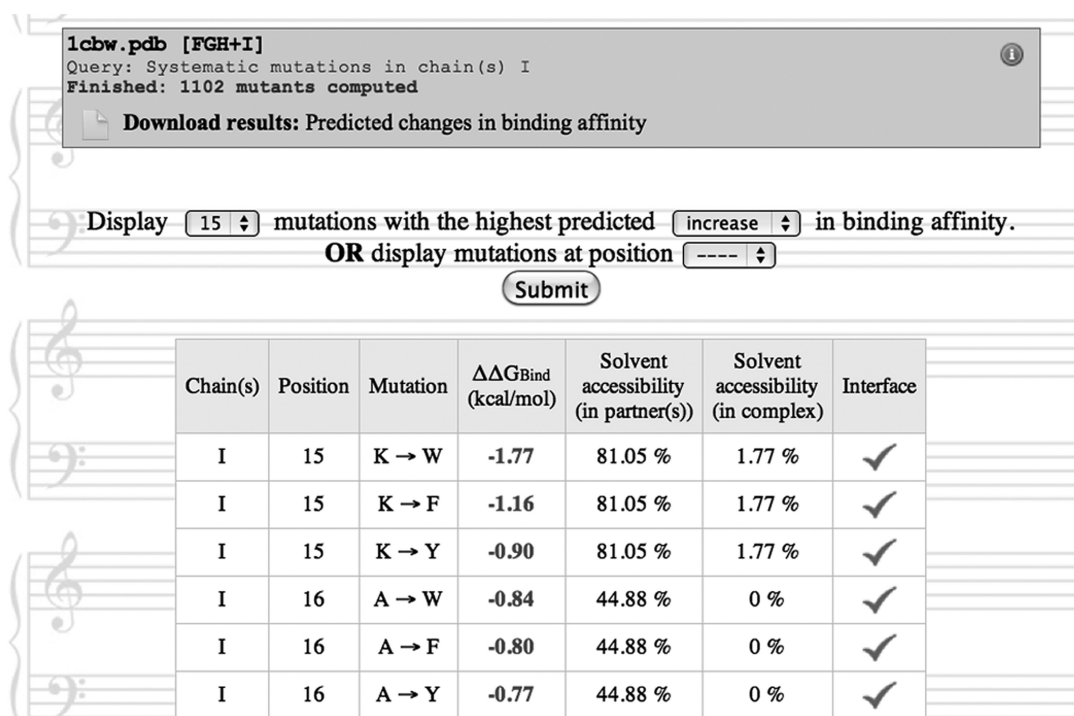 1cbw.pdb [FGH+I]
Query: Systematic mutations in chain(s) I
Finished: 1102 mutants computed
Download results: Predicted changes in binding affinity
Display 15 mutations with the highest predicted increase in binding affinity.
OR display mutations at position ----
Submit
Chain(s) Position Mutation ΔΔGBind (kcal/mol) Solvent accessibility (in partner(s)) Solvent accessibility (in complex) Interface
I 15 K → W -1.77 81.05 % 1.77 %
I 15 K → F -1.16 81.05 % 1.77 %
I 15 K → Y -0.90 81.05 % 1.77 %
I 16 A → W -0.84 44.88 % 0 %
I 16 A → F -0.80 44.88 % 0 %
I 16 A → Y -0.77 44.88 % 0 %